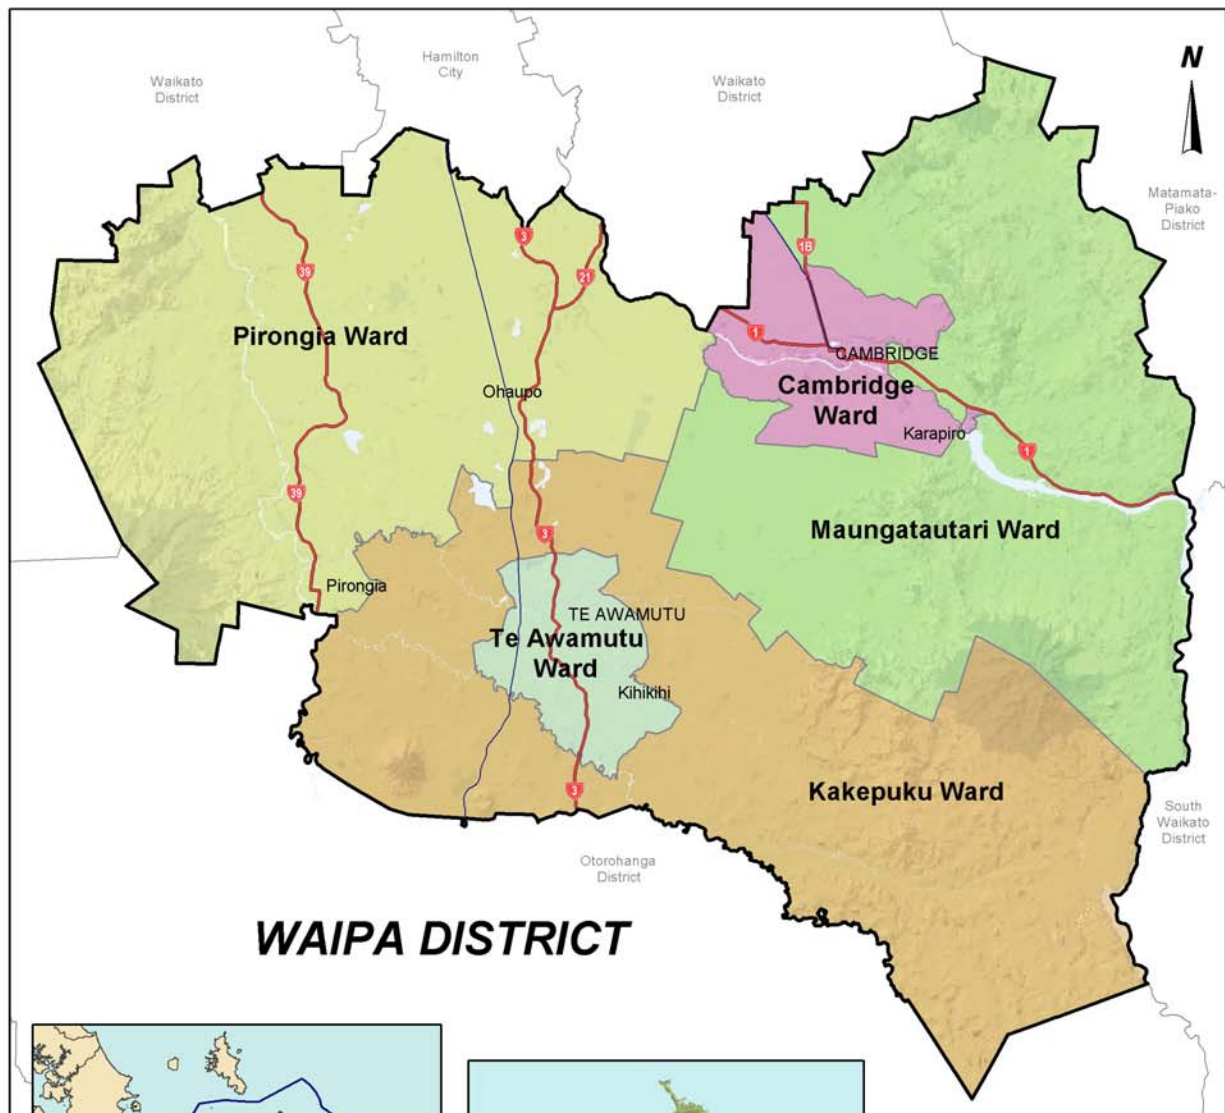 Hamilton
City
Waikato
District
Waikato
District
N
Matamata-
Piako
District
3
1B
39
21
1
Pirongia Ward
CAMBRIDGE
Cambridge
Ward
Ohaupo
Karapiro
1
39
3
Maungatautari Ward
Pirongia
TE AWAMUTU
Te Awamutu
Ward
Kihikihi
3
Kakepuku Ward
South
Waikato
District
Otorohanga
District
WAIPA DISTRICT